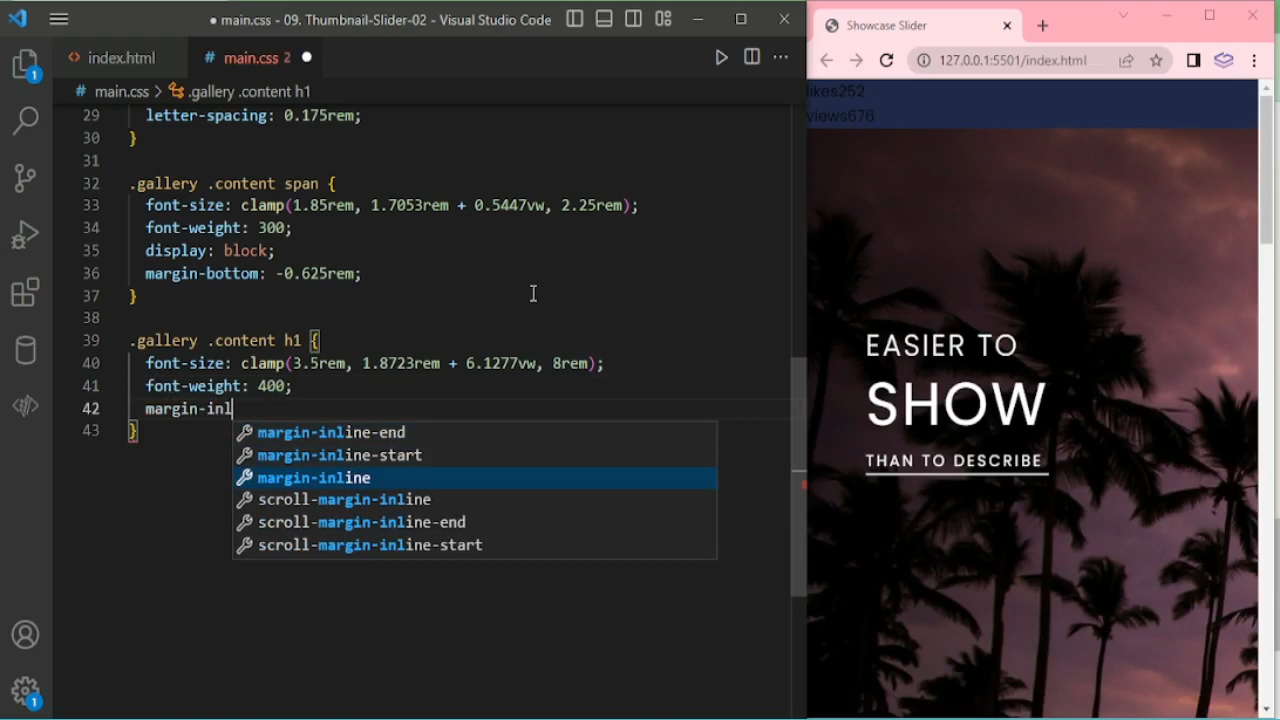 main.css - 09. Thumbnail-Slider-02 - Visual Studio Code
index.html
# main.css 2
# main.css > .gallery .content h1
29 letter-spacing: 0.175rem;
30 }
31
32 .gallery .content span {
33 font-size: clamp(1.85rem, 1.7053rem + 0.5447vw, 2.25rem);
34 font-weight: 300;
35 display: block;
36 margin-bottom: -0.625rem;
37 }
38
39 .gallery .content h1 {
40 font-size: clamp(3.5rem, 1.8723rem + 6.1277vw, 8rem);
41 font-weight: 400;
42 margin-inl
43 }
margin-inline-end
margin-inline-start
margin-inline
scroll-margin-inline
scroll-margin-inline-end
scroll-margin-inline-start
1
1
Showcase Slider
127.0.0.1:5501/index.html
likes252
views676
EASIER TO
SHOW
THAN TO DESCRIBE